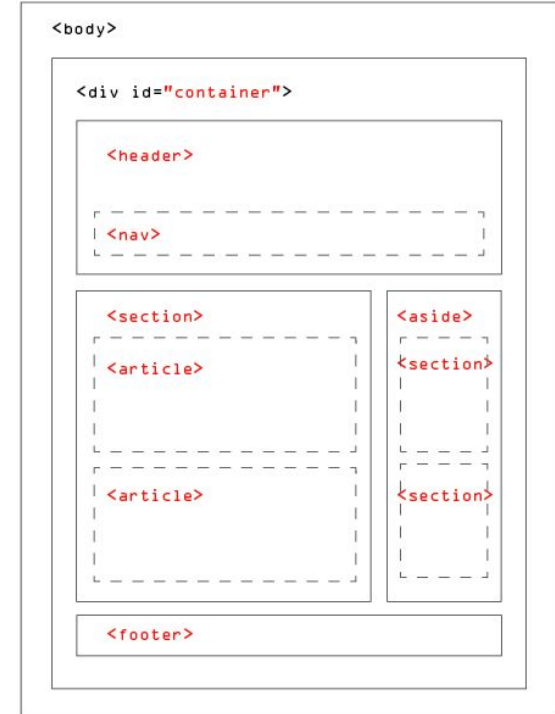 <body>
<div id="container">
<header>
<nav>
<section>
<article>
<article>
<aside>
<section>
<section>
<footer>